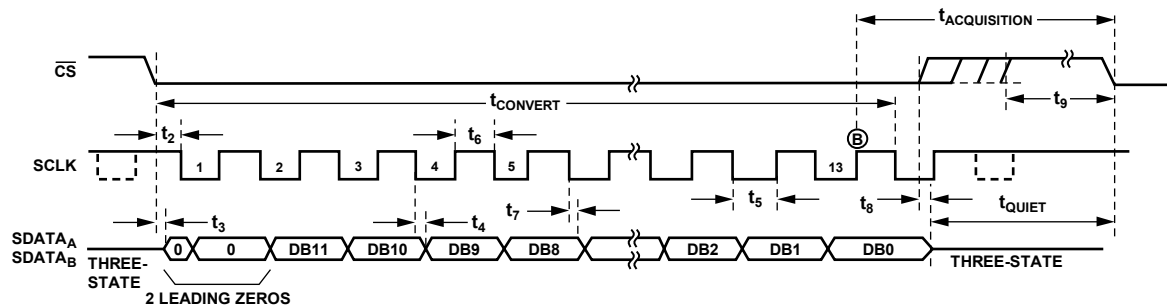 tACQUISITION
CS
tCONVERT
t9
t2
t6
B
SCLK
1
2
3
4
5
13
t3
t4
t7
t5
t8
tQUIET
SDATAA
SDATAB
0
0
DB11
DB10
DB9
DB8
DB2
DB1
DB0
THREE-
STATE
THREE-STATE
2 LEADING ZEROS